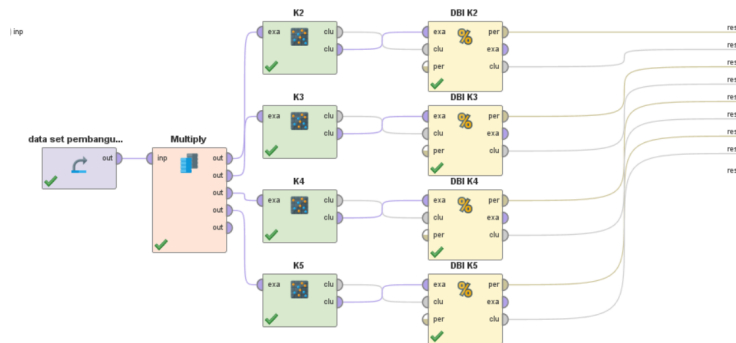 inp
res
res
res
res
res
res
res
res
res
K2
exa
clu
clu
DBI K2
exa
clu
per
per
exa
clu
K3
exa
clu
clu
DBI K3
exa
clu
per
per
exa
clu
data set pembangu...
out
Multiply
inp
out
out
out
out
out
K4
exa
clu
clu
DBI K4
exa
clu
per
per
exa
clu
K5
exa
clu
clu
DBI K5
exa
clu
per
per
exa
clu